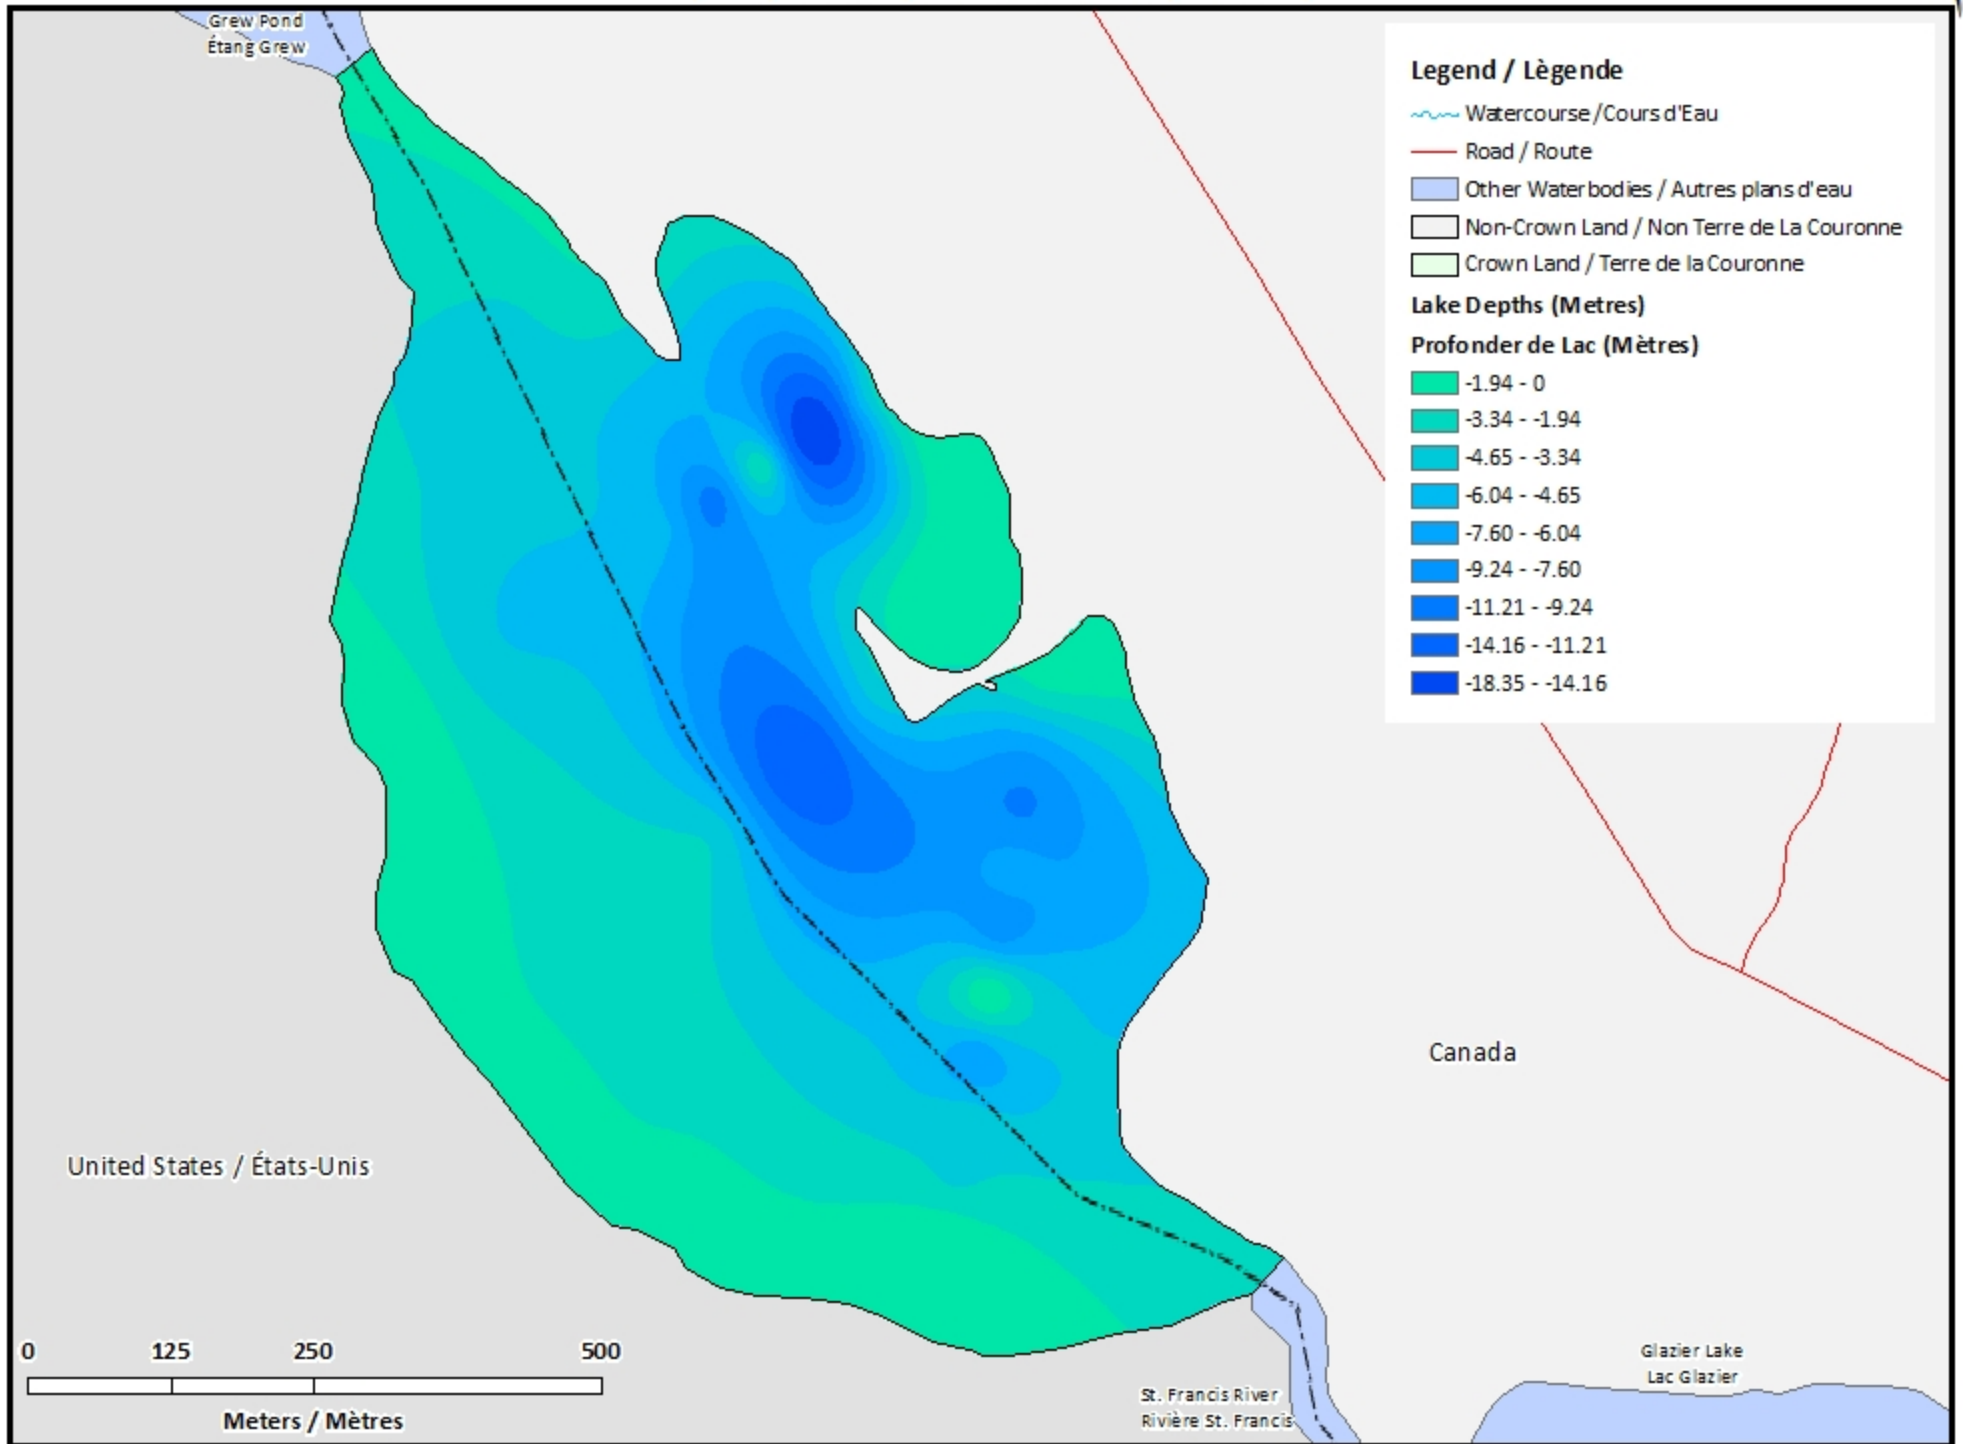 Grew Pond
Étang Grew
Legend / Lègende
Watercourse /Cours d'Eau
Road / Route
Other Waterbodies / Autres plans d'eau
Non-Crown Land / Non Terre de La Couronne
Crown Land / Terre de la Couronne
Lake Depths (Metres)
Profonder de Lac (Mètres)
-1.94 - 0
-3.34 - -1.94
-4.65 - -3.34
-6.04 - -4.65
-7.60 - -6.04
-9.24 - -7.60
-11.21 - -9.24
-14.16 - -11.21
-18.35 - -14.16
Canada
United States / États-Unis
0 125 250 500
Meters / Mètres
Glazier Lake
Lac Glazier
St. Francis River
Rivière St. Francis